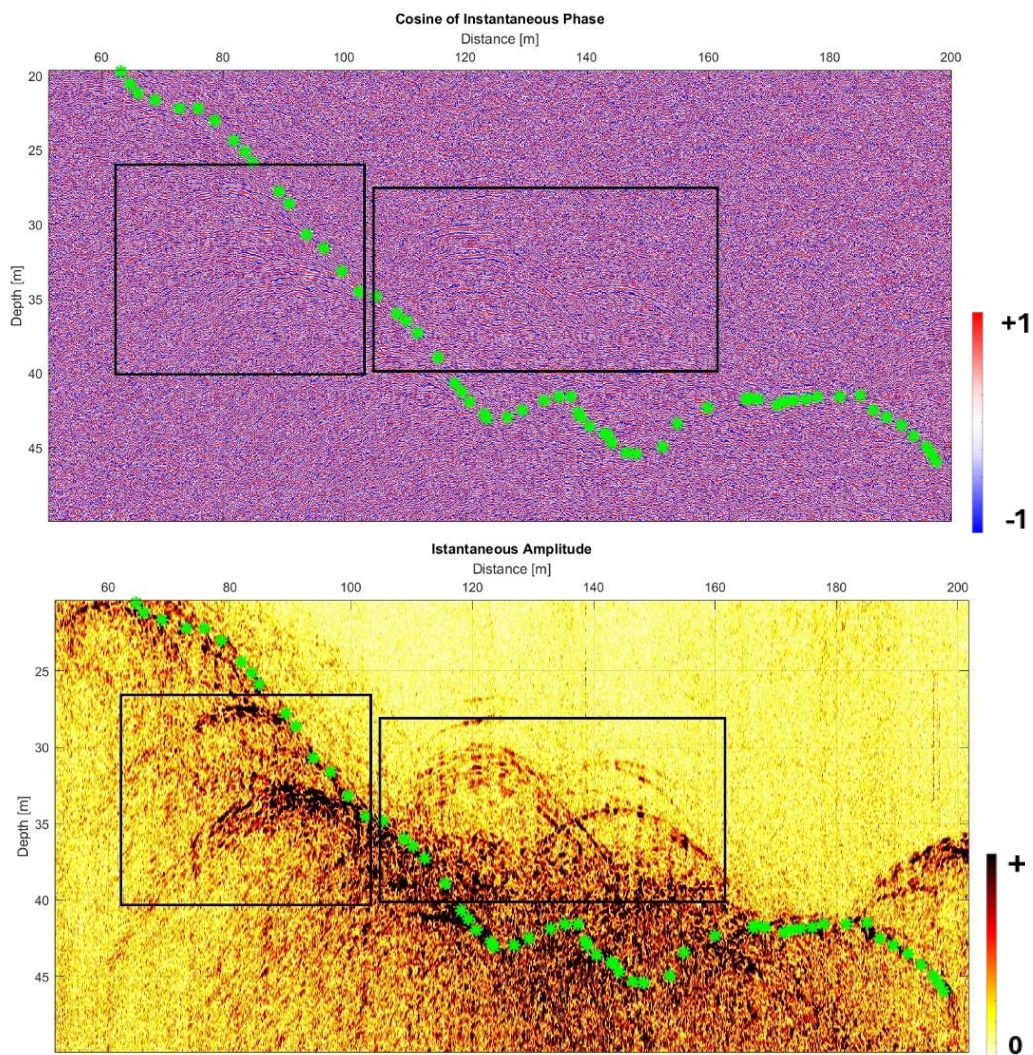 Cosine of Instantaneous Phase
Distance [m]
60 80 100 120 140 160 180 200
20
25
30
35
40
45
Depth [m]
+1
-1
Istantaneous Amplitude
Distance [m]
60 80 100 120 140 160 180 200
25
30
35
40
45
Depth [m]
+
0